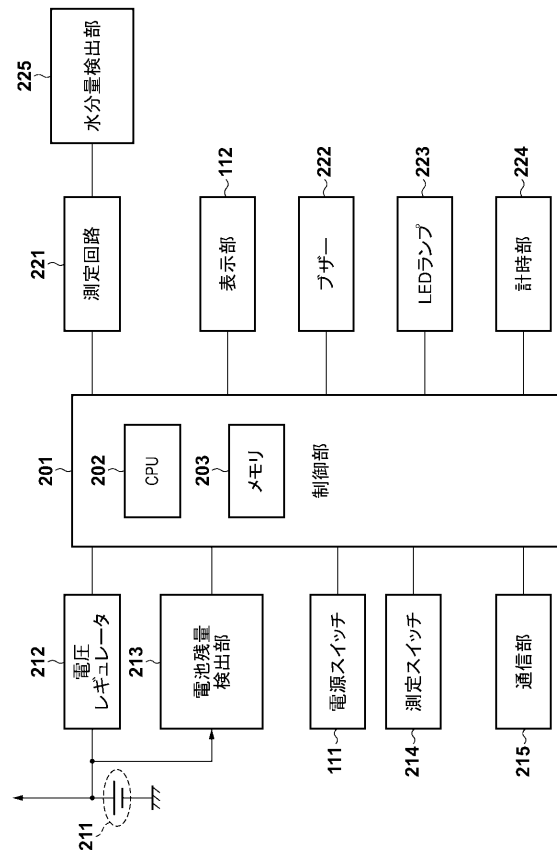 225
水分量検出部
221
測定回路
112
表示部
222
ブザー
223
LEDランプ
224
計時部
201
202
CPU
203
メモリ
制御部
212
電圧
レギュレータ
213
電池残量
検出部
111
電源スイッチ
214
測定スイッチ
215
通信部
211